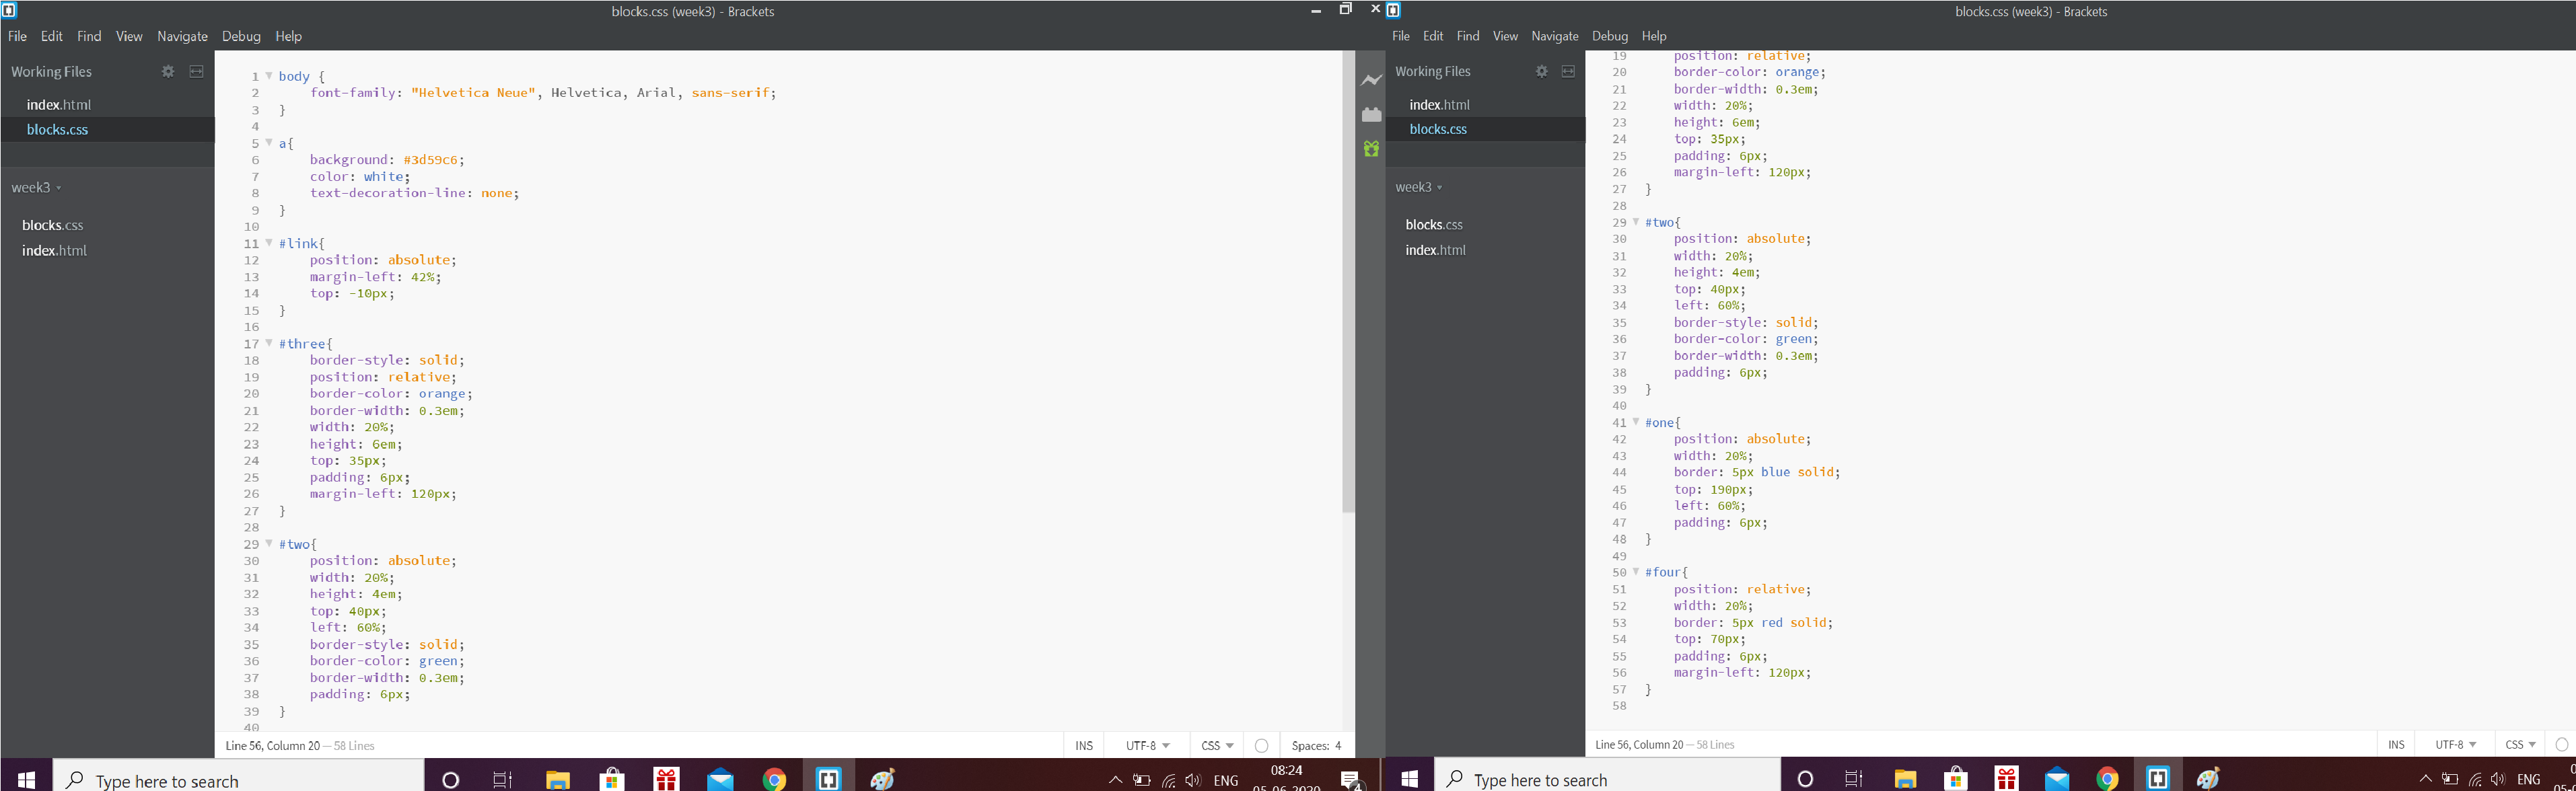 blocks.css (week3) - Brackets
File Edit Find View Navigate Debug Help
Working Files
index.html
blocks.css
week3
blocks.css
index.html
1 body {
2 font-family: "Helvetica Neue", Helvetica, Arial, sans-serif;
3 }
4
5 a{
6 background: #3d59c6;
7 color: white;
8 text-decoration-line: none;
9 }
10
11 #link{
12 position: absolute;
13 margin-left: 42%;
14 top: -10px;
15 }
16
17 #three{
18 border-style: solid;
19 position: relative;
20 border-color: orange;
21 border-width: 0.3em;
22 width: 20%;
23 height: 6em;
24 top: 35px;
25 padding: 6px;
26 margin-left: 120px;
27 }
28
29 #two{
30 position: absolute;
31 width: 20%;
32 height: 4em;
33 top: 40px;
34 left: 60%;
35 border-style: solid;
36 border-color: green;
37 border-width: 0.3em;
38 padding: 6px;
39 }
40
Line 56, Column 20 — 58 Lines
INS UTF-8 CSS Spaces: 4
Type here to search
ENG
08:24
05-06-2020
4
blocks.css (week3) - Brackets
File Edit Find View Navigate Debug Help
Working Files
index.html
blocks.css
week3
blocks.css
index.html
19 position: relative;
20 border-color: orange;
21 border-width: 0.3em;
22 width: 20%;
23 height: 6em;
24 top: 35px;
25 padding: 6px;
26 margin-left: 120px;
27 }
28
29 #two{
30 position: absolute;
31 width: 20%;
32 height: 4em;
33 top: 40px;
34 left: 60%;
35 border-style: solid;
36 border-color: green;
37 border-width: 0.3em;
38 padding: 6px;
39 }
40
41 #one{
42 position: absolute;
43 width: 20%;
44 border: 5px blue solid;
45 top: 190px;
46 left: 60%;
47 padding: 6px;
48 }
49
50 #four{
51 position: relative;
52 width: 20%;
53 border: 5px red solid;
54 top: 70px;
55 padding: 6px;
56 margin-left: 120px;
57 }
58
Line 56, Column 20 — 58 Lines
INS UTF-8 CSS
Type here to search
ENG